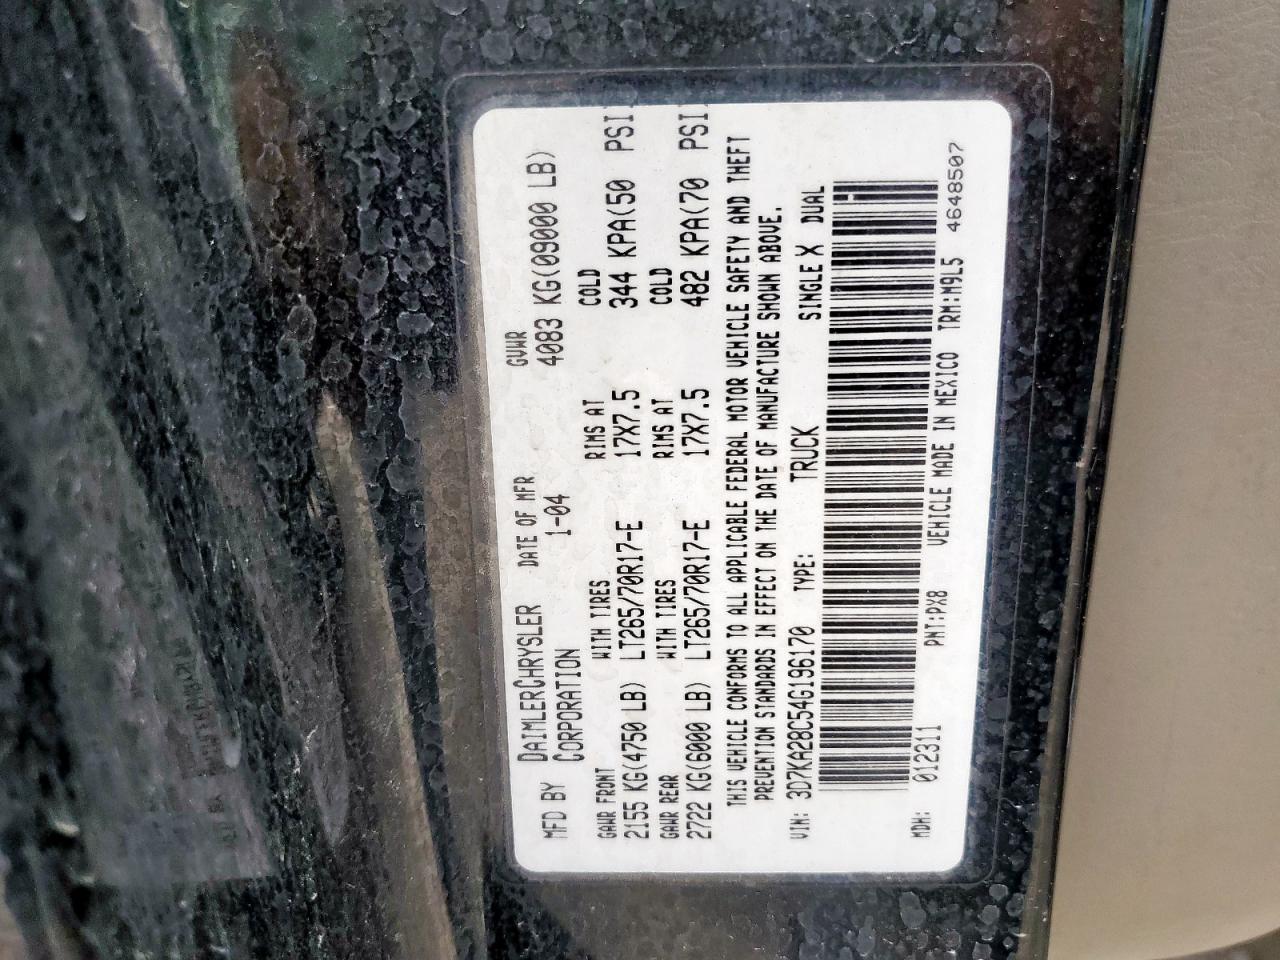 MFD BY DAIMLERCHRYSLER DATE OF MFR GVWR
CORPORATION 1-04 4083 KG(09000 LB)
GAWR FRONT WITH TIRES RIMS AT COLD
2155 KG(4750 LB) LT265/70R17-E 17X7.5 344 KPA(50 PSI
GAWR REAR WITH TIRES RIMS AT COLD
2722 KG(6000 LB) LT265/70R17-E 17X7.5 482 KPA(70 PSI
THIS VEHICLE CONFORMS TO ALL APPLICABLE FEDERAL MOTOR VEHICLE SAFETY AND THEFT
PREVENTION STANDARDS IN EFFECT ON THE DATE OF MANUFACTURE SHOWN ABOVE.
VIN: 3D7KA28C54G196170 TYPE: TRUCK SINGLE X DUAL
MDH: 012311 PNT:PX8 VEHICLE MADE IN MEXICO TRM:M9L5 4648507